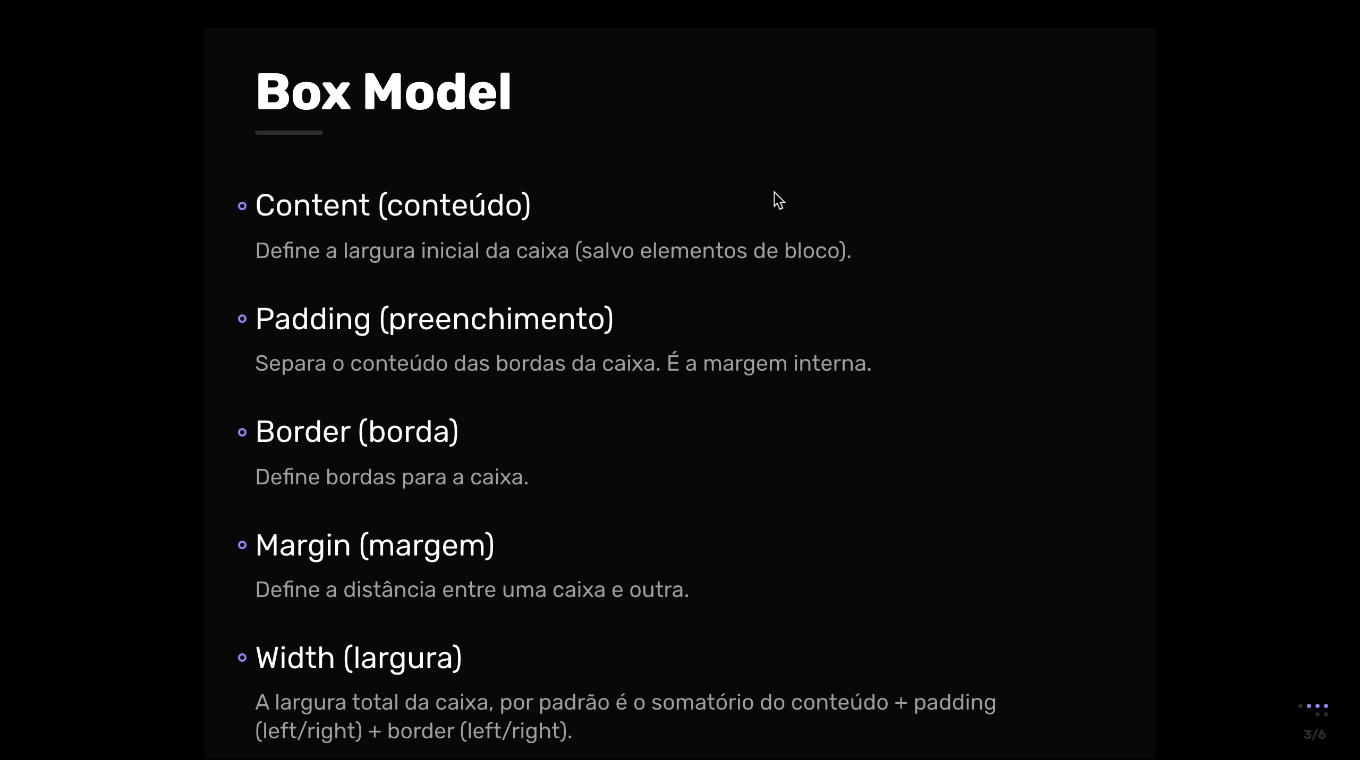 Box Model
Content (conteúdo)
Define a largura inicial da caixa (salvo elementos de bloco).
Padding (preenchimento)
Separa o conteúdo das bordas da caixa. É a margem interna.
Border (borda)
Define bordas para a caixa.
Margin (margem)
Define a distância entre uma caixa e outra.
Width (largura)
A largura total da caixa, por padrão é o somatório do conteúdo + padding
(left/right) + border (left/right).
3/6